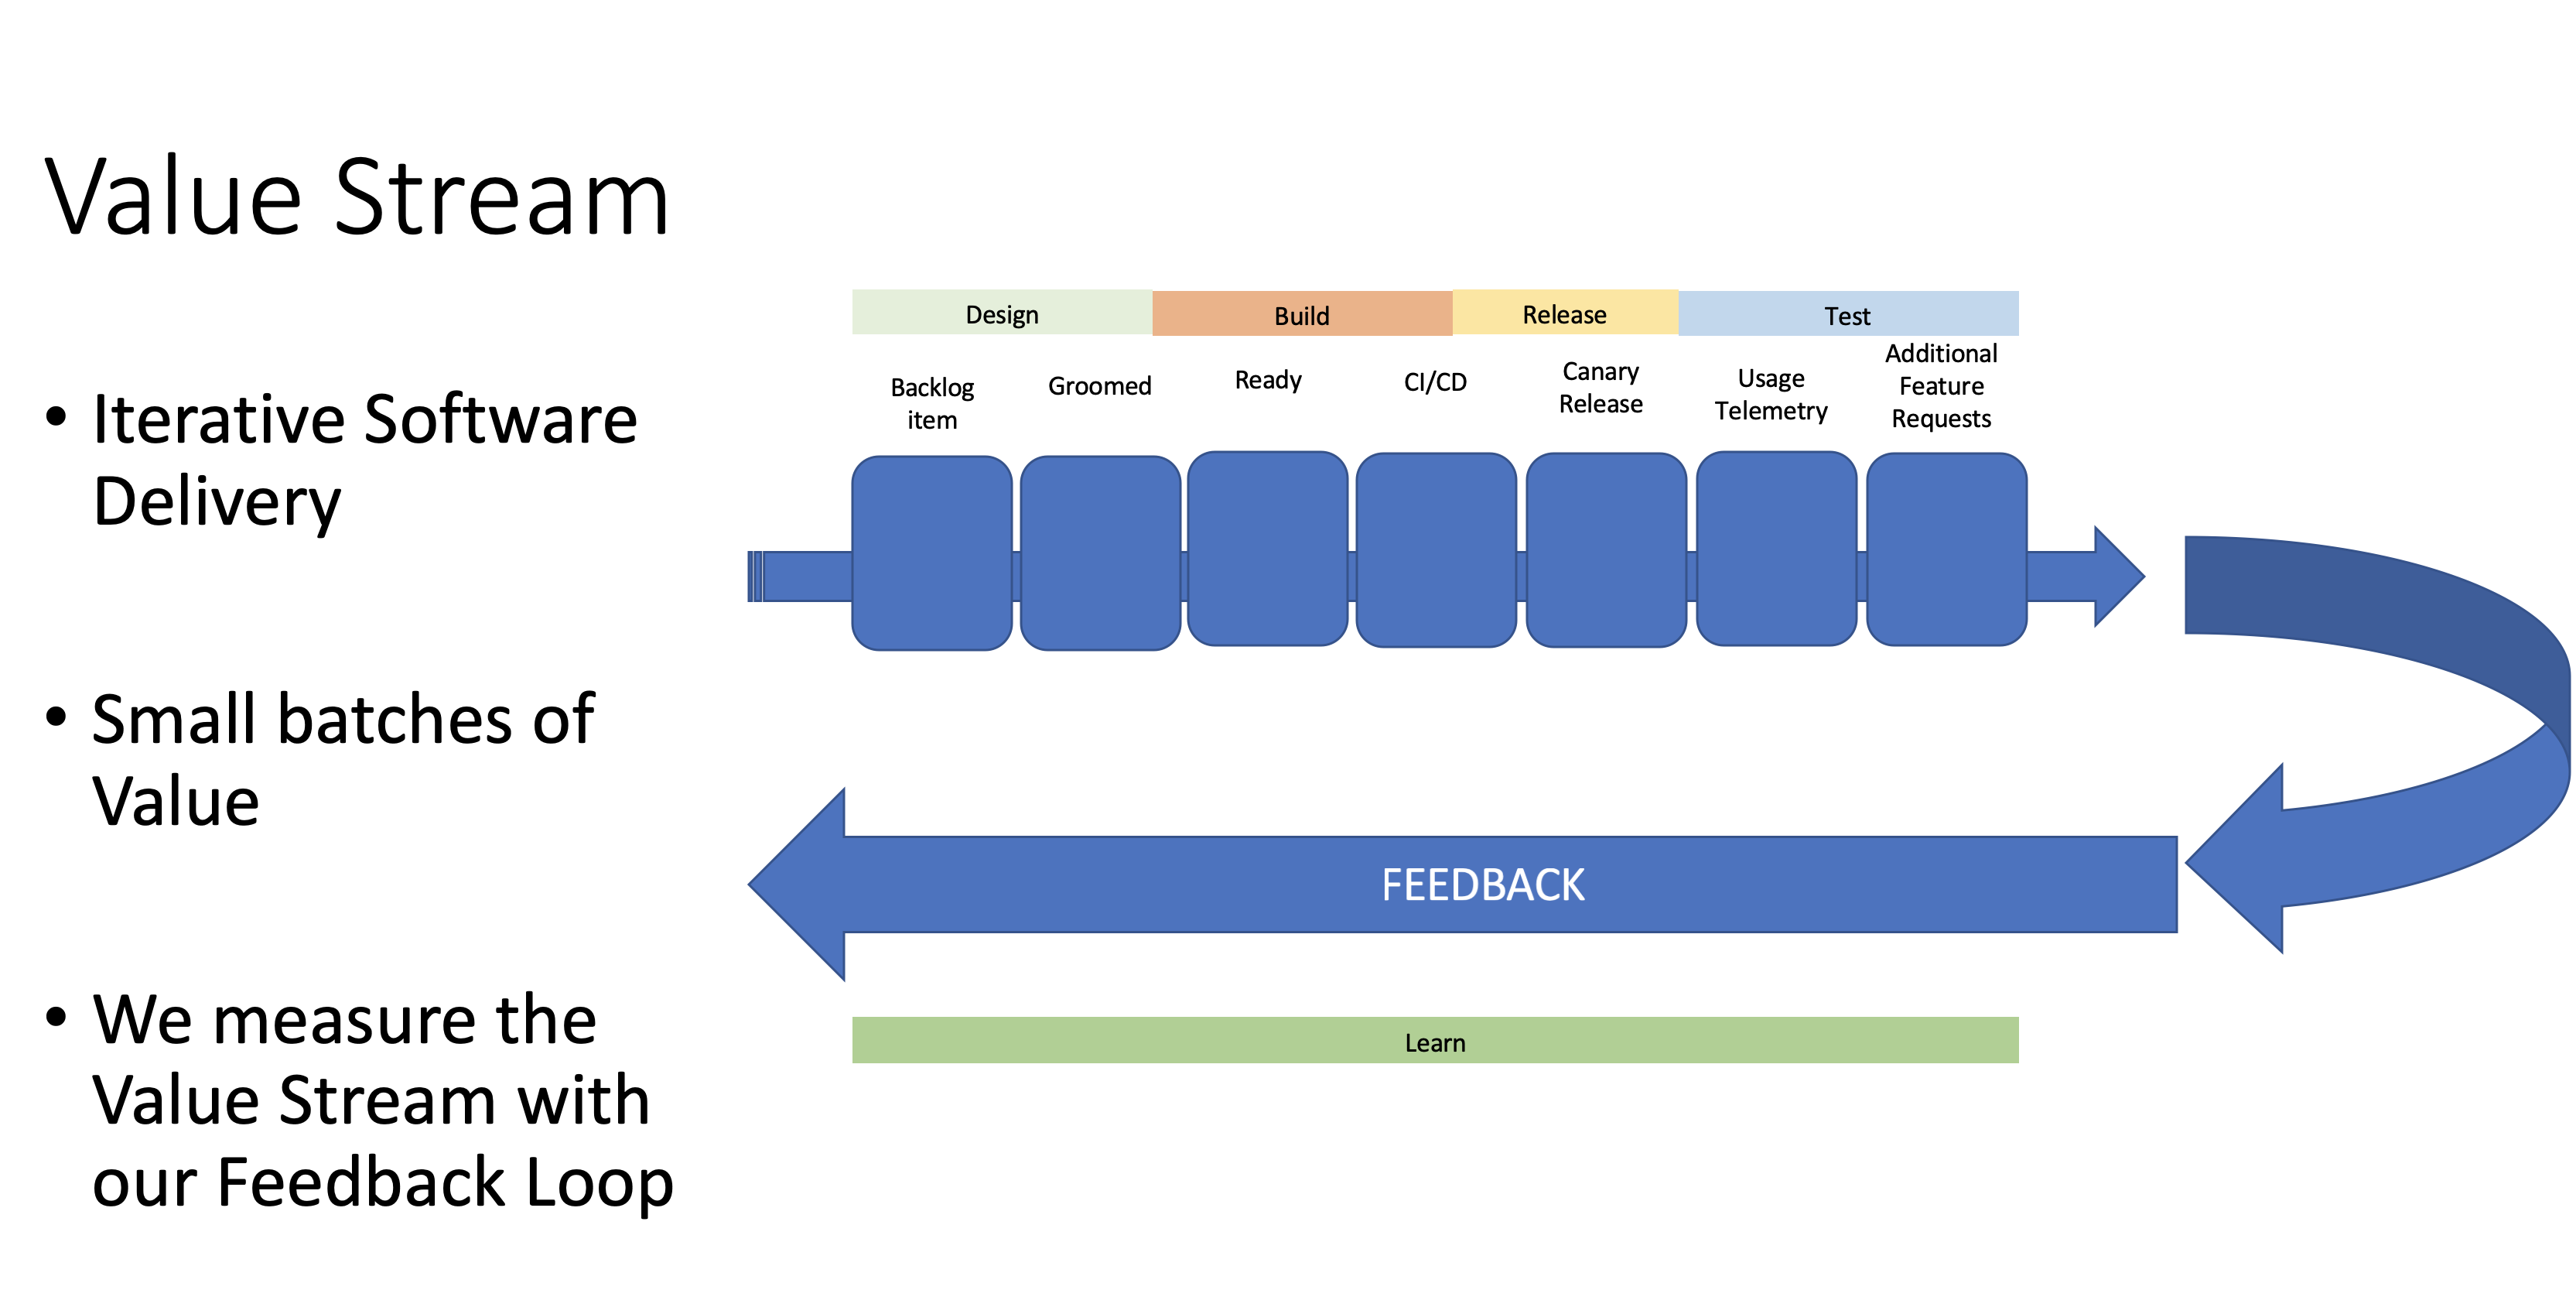 Value Stream
• Iterative Software
Delivery
• Small batches of
Value
• We measure the
Value Stream with
our Feedback Loop
Design
Build
Release
Test
Backlog
item
Groomed
Ready
CI/CD
Canary
Release
Usage
Telemetry
Additional
Feature
Requests
FEEDBACK
Learn